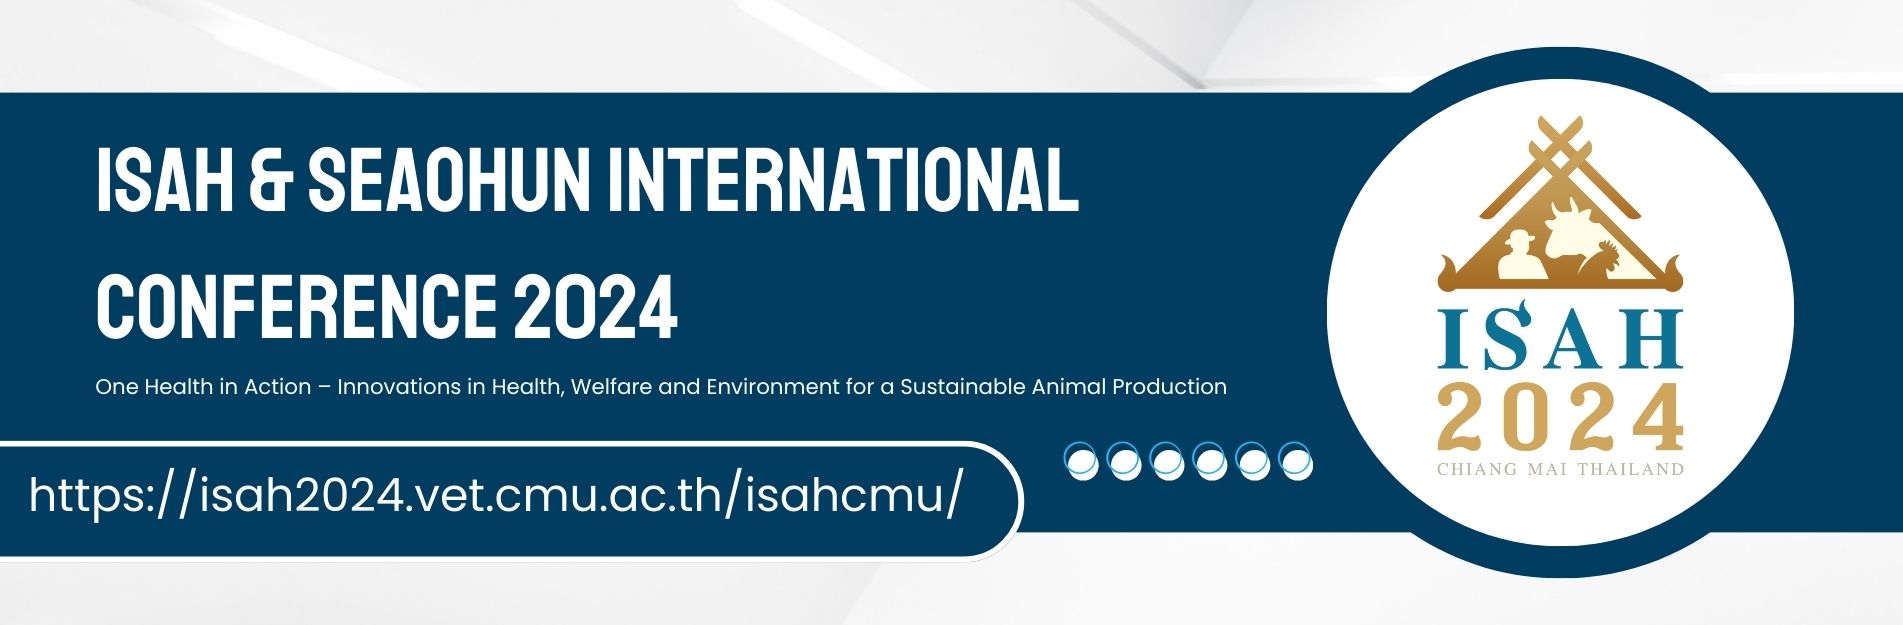 ISAH & SEAOHUN INTERNATIONAL
CONFERENCE 2024
One Health in Action – Innovations in Health, Welfare and Environment for a Sustainable Animal Production
https://isah2024.vet.cmu.ac.th/isahcmu/
ISAH
2024
CHIANG MAI THAILAND